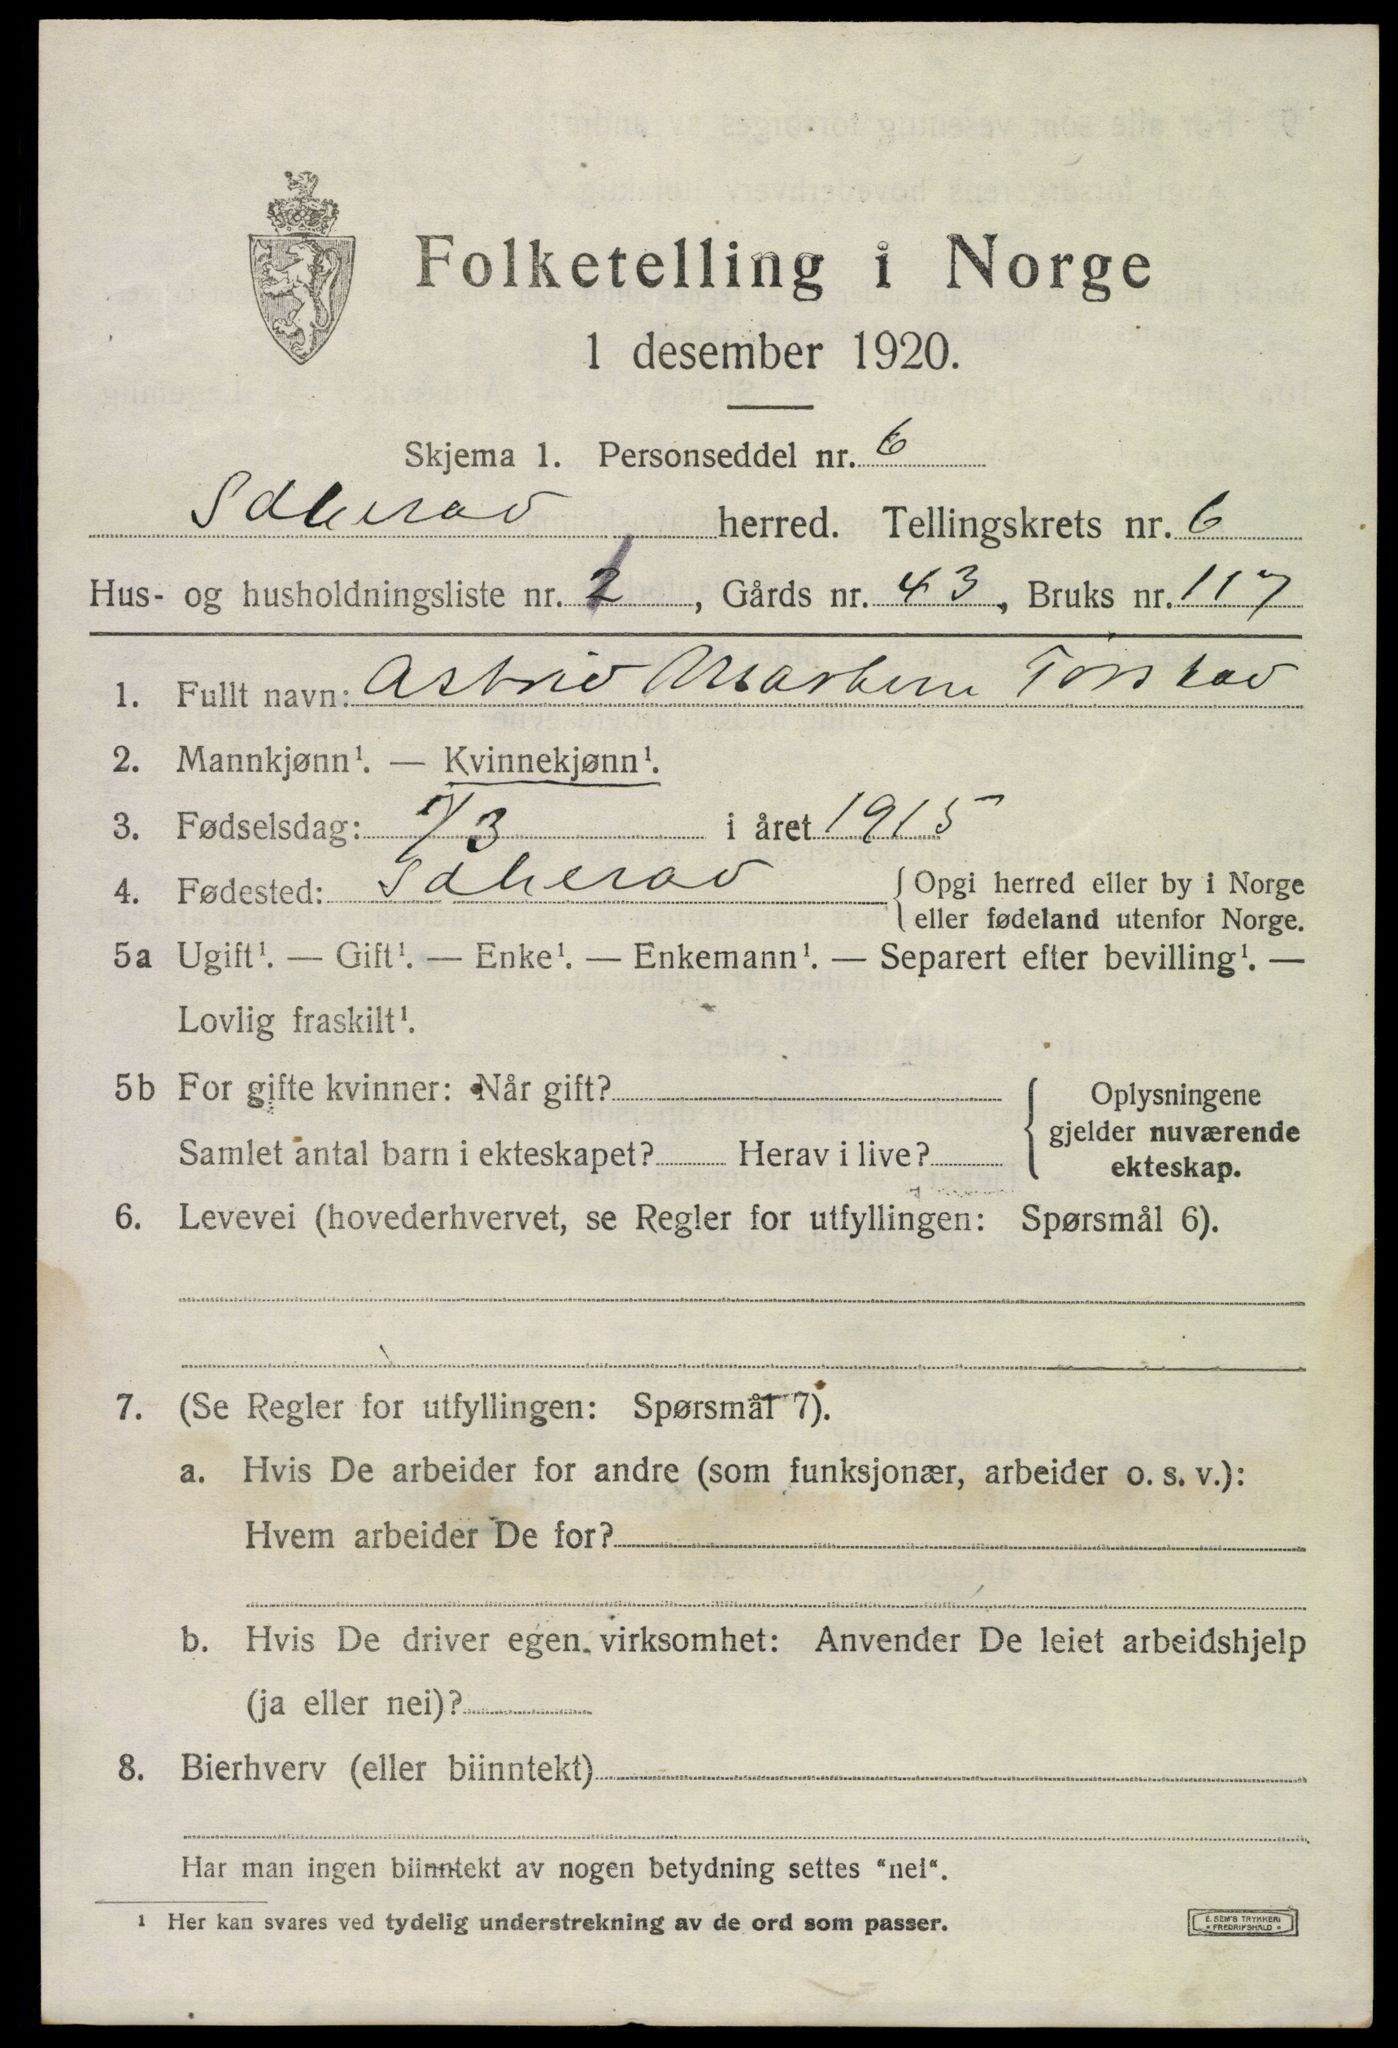 Folketelling i Norge
1 desember 1920.
Skjema 1. Personseddel nr. 6
herred. Tellingskrets nr. 6
Hus- og husholdningsliste nr. 2, Gårds nr. 43, Bruks nr. 117
1. Fullt navn: Astrid
2. Mannkjønn¹. — Kvinnekjønn¹.
3. Fødselsdag: 7/3 i året 1915
4. Fødested: { Opgi herred eller by i Norge
eller fødeland utenfor Norge.
5a Ugift¹. — Gift¹. — Enke¹. — Enkemann¹. — Separert efter bevilling¹. —
Lovlig fraskilt¹.
5b For gifte kvinner: Når gift?
Samlet antal barn i ekteskapet? Herav i live?
{ Oplysningene
gjelder nuværende
ekteskap.
6. Levevei (hovederhvervet, se Regler for utfyllingen: Spørsmål 6).
7. (Se Regler for utfyllingen: Spørsmål 7).
a. Hvis De arbeider for andre (som funksjonær, arbeider o. s. v.):
Hvem arbeider De for?
b. Hvis De driver egen virksomhet: Anvender De leiet arbeidshjelp
(ja eller nei)?
8. Bierhverv (eller biinntekt)
Har man ingen biinntekt av nogen betydning settes "nei".
¹ Her kan svares ved tydelig understrekning av de ord som passer.
E. SEM'S TRYKKERI
FREDRIKSHALD